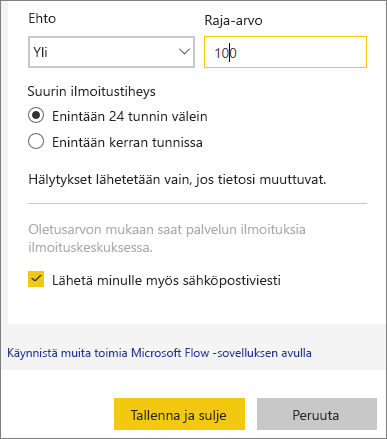 Ehto Raja-arvo
Yli 100
Suurin ilmoitustiheys
Enintään 24 tunnin välein
Enintään kerran tunnissa
Hälytykset lähetetään vain, jos tietosi muuttuvat.
Oletusarvon mukaan saat palvelun ilmoituksia
ilmoituskeskuksessa.
Lähetä minulle myös sähköpostiviesti
Käynnistä muita toimia Microsoft Flow -sovelluksen avulla
Tallenna ja sulje Peruuta